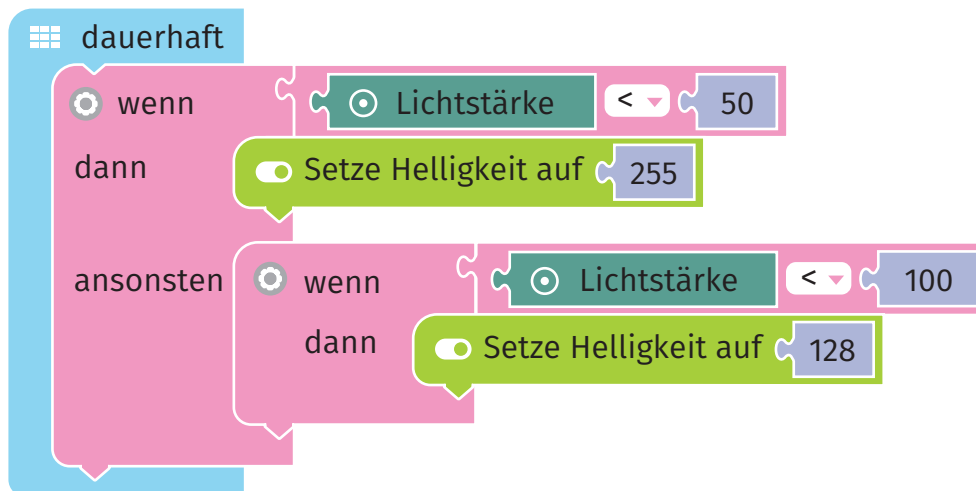 dauerhaft
wenn Lichtstärke < 50
dann Setze Helligkeit auf 255
ansonsten wenn Lichtstärke < 100
dann Setze Helligkeit auf 128